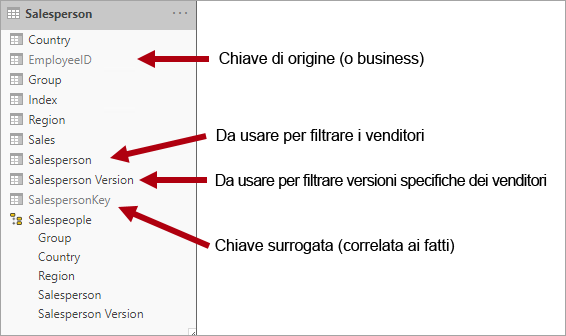 Salesperson ...
Country
EmployeeID
Chiave di origine (o business)
Group
Index
Region
Sales
Da usare per filtrare i venditori
Salesperson
Salesperson Version
Da usare per filtrare versioni specifiche dei venditori
SalespersonKey
Salespeople
Group
Chiave surrogata (correlata ai fatti)
Country
Region
Salesperson
Salesperson Version